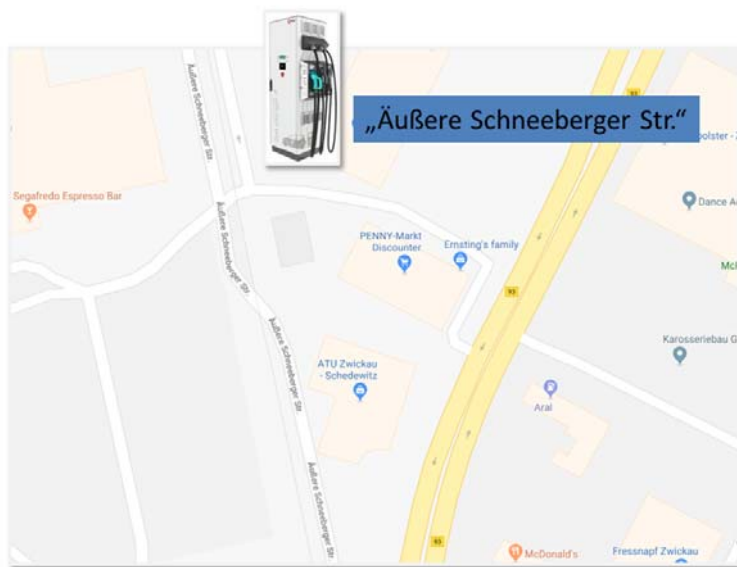 „Äußere Schneeberger Str.“
Äußere Schneeberger Str.
Segafredo Espresso Bar
Äußere Schneeberger Str.
PENNY-Markt
Discounter
Ernsting's family
Dance
93
Äußere Schneeberger Str.
Karosseriebau G
ATU Zwickau
- Schedewitz
Aral
Äußere Schneeberger Str.
93
McDonald's
Fressnapf Zwickau